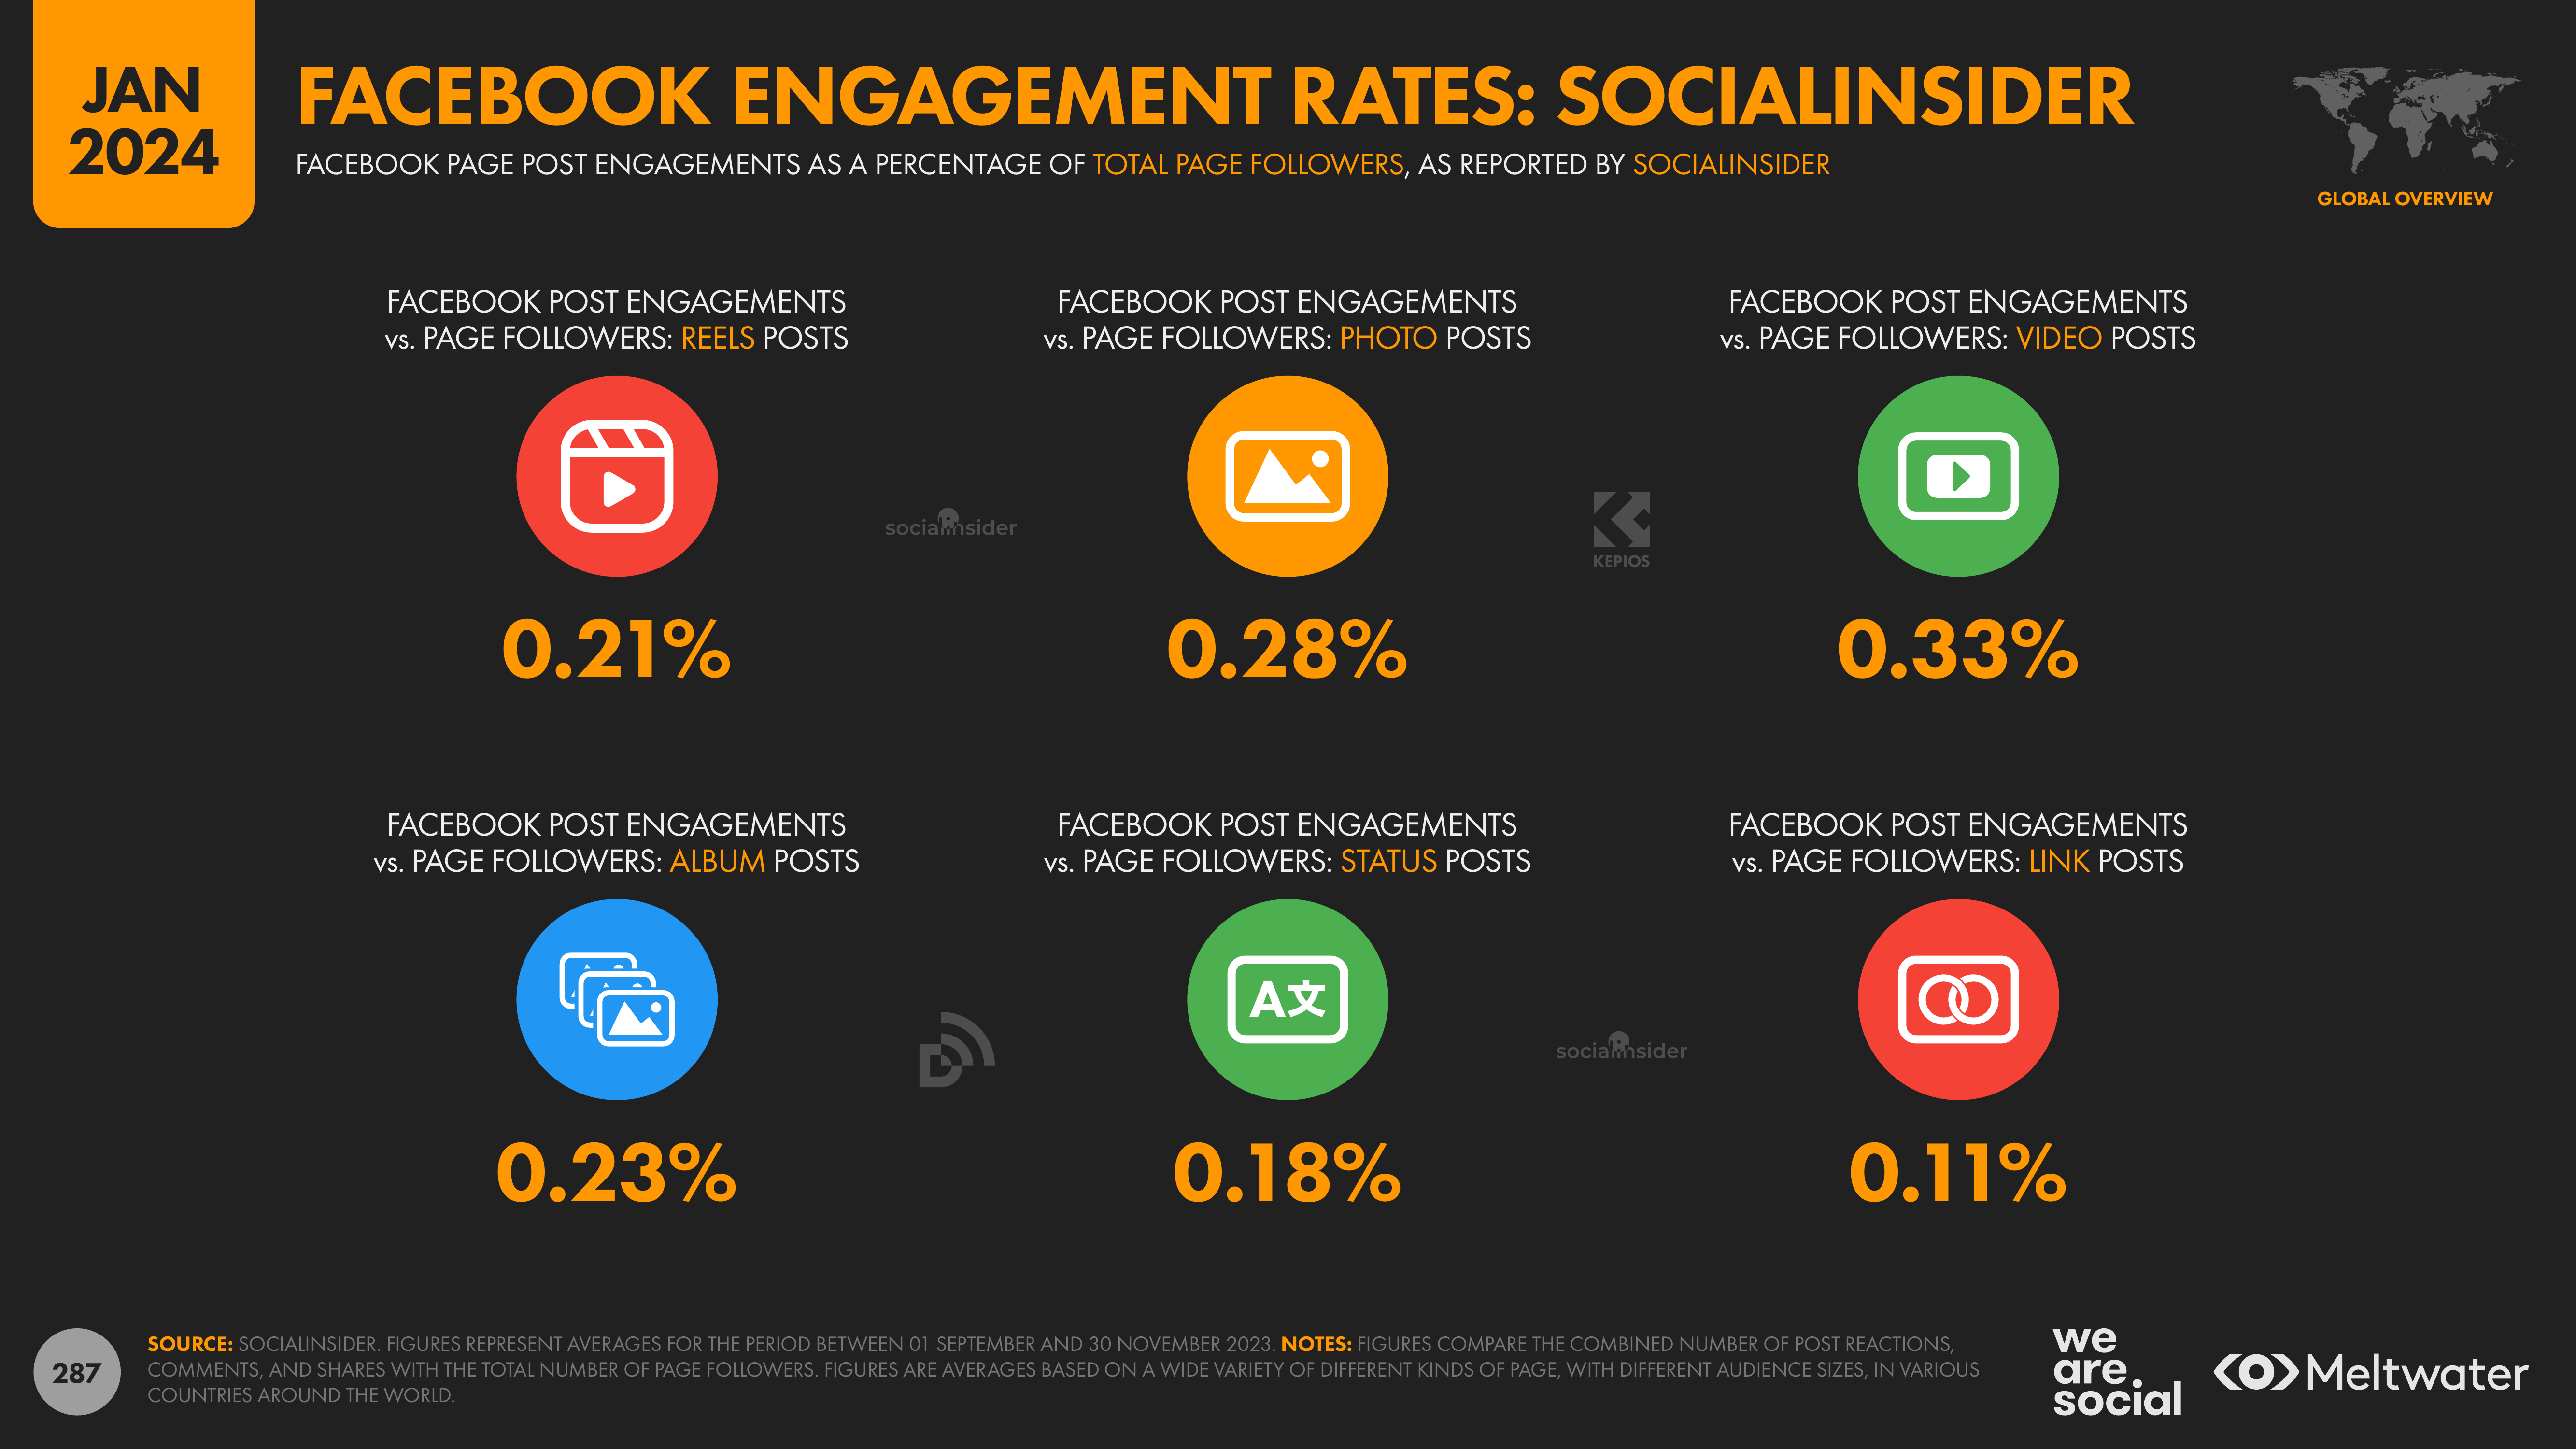 JAN
2024
FACEBOOK ENGAGEMENT RATES: SOCIALINSIDER
FACEBOOK PAGE POST ENGAGEMENTS AS A PERCENTAGE OF TOTAL PAGE FOLLOWERS, AS REPORTED BY SOCIALINSIDER
GLOBAL OVERVIEW
FACEBOOK POST ENGAGEMENTS
vs. PAGE FOLLOWERS: REELS POSTS
0.21%
FACEBOOK POST ENGAGEMENTS
vs. PAGE FOLLOWERS: PHOTO POSTS
0.28%
FACEBOOK POST ENGAGEMENTS
vs. PAGE FOLLOWERS: VIDEO POSTS
0.33%
socialinsider
KEPIOS
FACEBOOK POST ENGAGEMENTS
vs. PAGE FOLLOWERS: ALBUM POSTS
0.23%
FACEBOOK POST ENGAGEMENTS
vs. PAGE FOLLOWERS: STATUS POSTS
A文
0.18%
FACEBOOK POST ENGAGEMENTS
vs. PAGE FOLLOWERS: LINK POSTS
0.11%
D
socialinsider
287
SOURCE: SOCIALINSIDER. FIGURES REPRESENT AVERAGES FOR THE PERIOD BETWEEN 01 SEPTEMBER AND 30 NOVEMBER 2023. NOTES: FIGURES COMPARE THE COMBINED NUMBER OF POST REACTIONS,
COMMENTS, AND SHARES WITH THE TOTAL NUMBER OF PAGE FOLLOWERS. FIGURES ARE AVERAGES BASED ON A WIDE VARIETY OF DIFFERENT KINDS OF PAGE, WITH DIFFERENT AUDIENCE SIZES, IN VARIOUS
COUNTRIES AROUND THE WORLD.
we
are
social
Meltwater